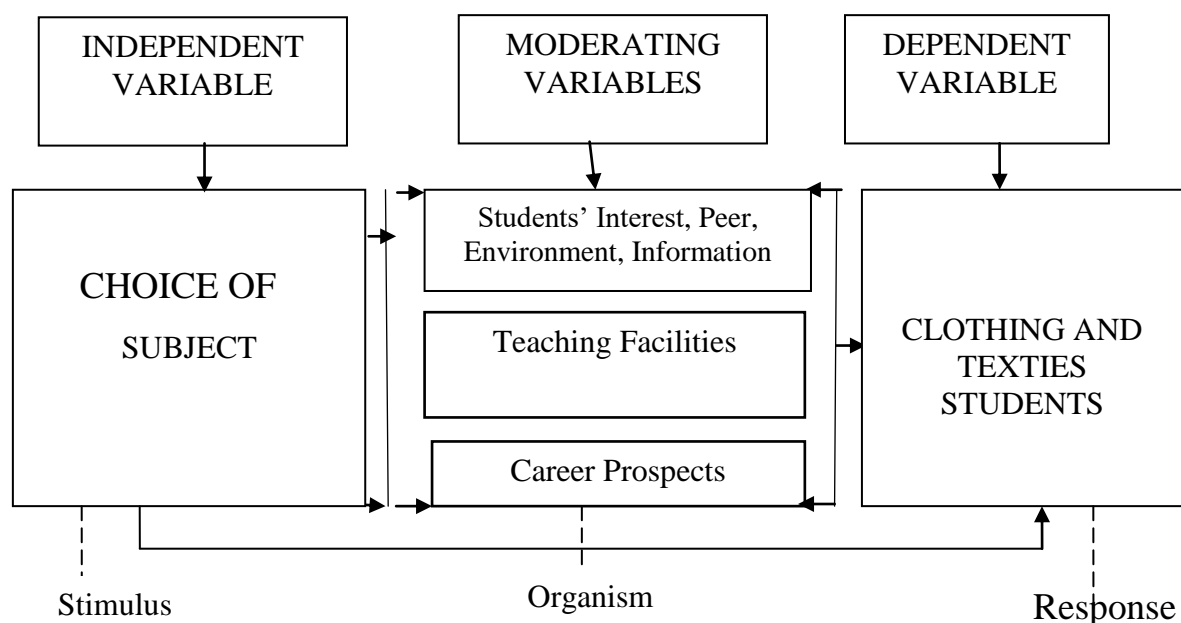 INDEPENDENT
VARIABLE
MODERATING
VARIABLES
DEPENDENT
VARIABLE
CHOICE OF
SUBJECT
Students’ Interest, Peer,
Environment, Information
Teaching Facilities
Career Prospects
CLOTHING AND
TEXTIES
STUDENTS
Stimulus
Organism
Response